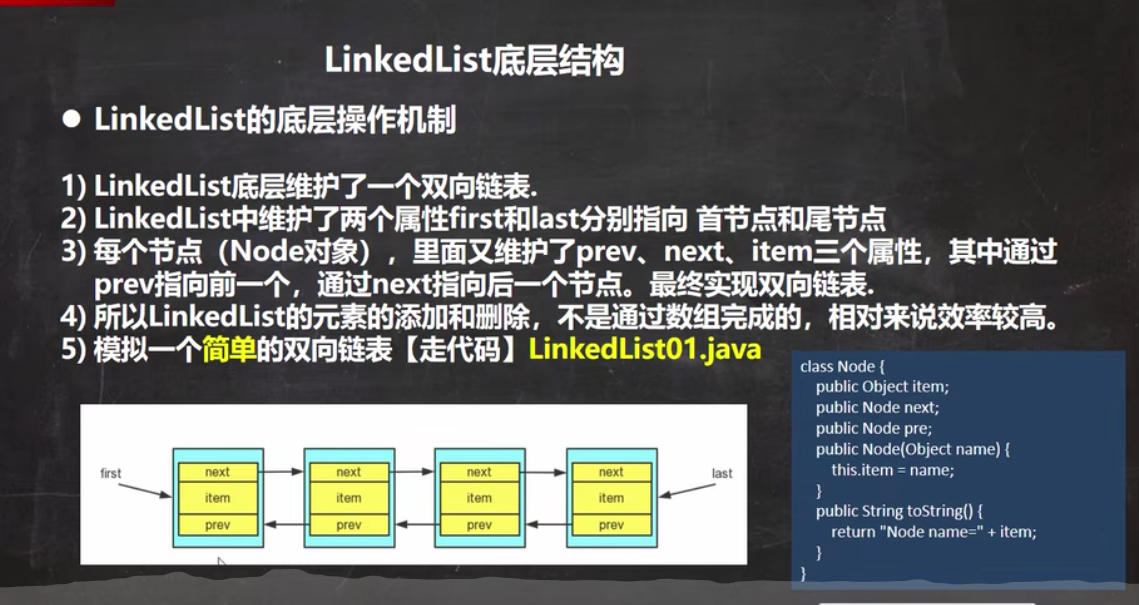 LinkedList底层结构
● LinkedList的底层操作机制
1) LinkedList底层维护了一个双向链表.
2) LinkedList中维护了两个属性first和last分别指向 首节点和尾节点
3) 每个节点（Node对象），里面又维护了prev、next、item三个属性，其中通过
prev指向前一个，通过next指向后一个节点。最终实现双向链表.
4) 所以LinkedList的元素的添加和删除，不是通过数组完成的，相对来说效率较高。
5) 模拟一个简单的双向链表【走代码】LinkedList01.java
first
next
item
prev
next
item
prev
next
item
prev
next
item
prev
last
class Node {
public Object item;
public Node next;
public Node pre;
public Node(Object name) {
this.item = name;
}
public String toString() {
return "Node name=" + item;
}
}